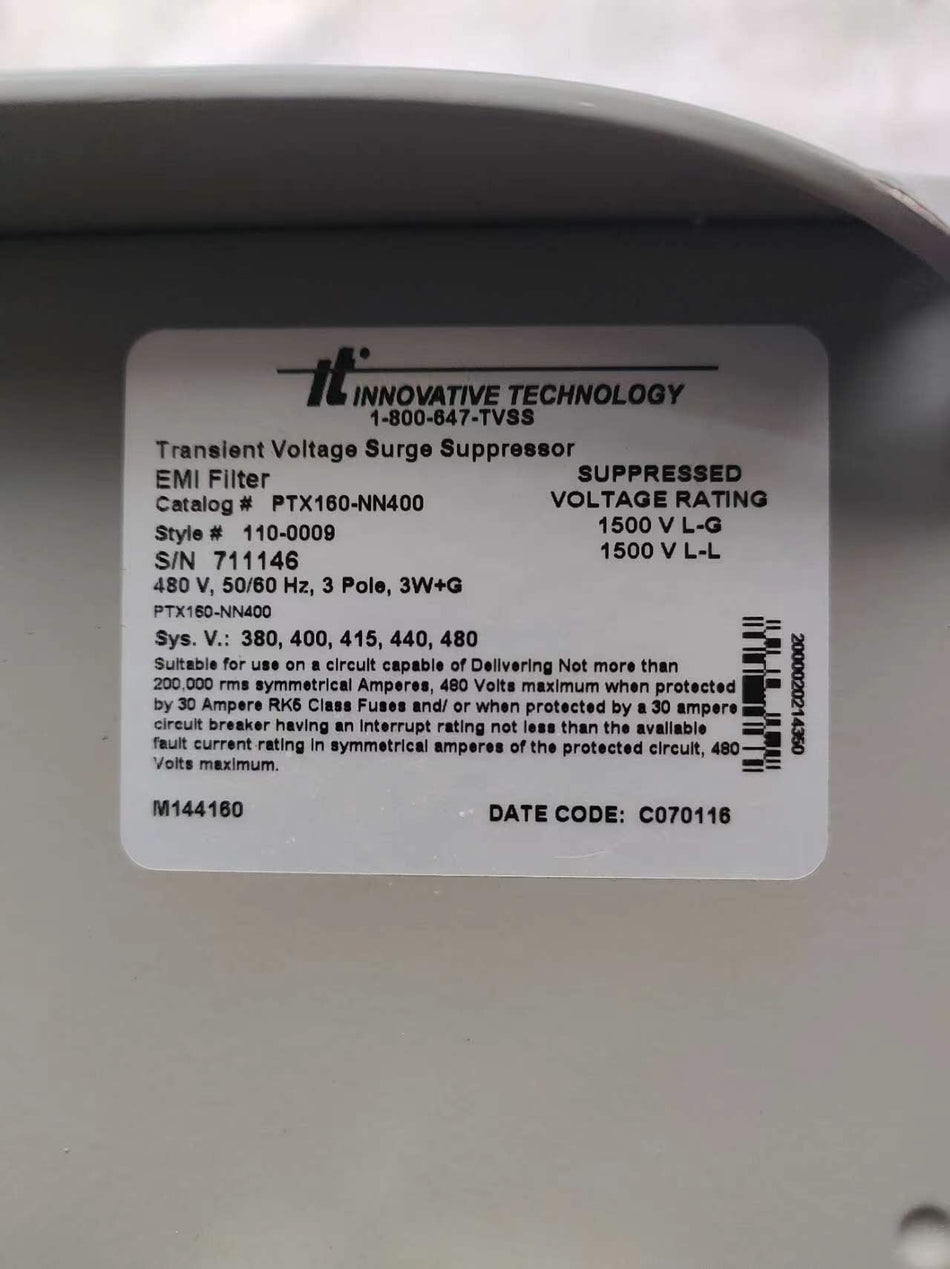 it
INNOVATIVE TECHNOLOGY
1-800-647-TVSS
Transient Voltage Surge Suppressor
EMI Filter
Catalog # PTX160-NN400
Style # 110-0009
S/N 711146
SUPPRESSED
VOLTAGE RATING
1500 V L-G
1500 V L-L
480 V, 50/60 Hz, 3 Pole, 3W+G
PTX160-NN400
Sys. V.: 380, 400, 415, 440, 480
Suitable for use on a circuit capable of Delivering Not more than
200,000 rms symmetrical Amperes, 480 Volts maximum when protected
by 30 Ampere RK5 Class Fuses and/ or when protected by a 30 ampere
circuit breaker having an interrupt rating not less than the available
fault current rating in symmetrical amperes of the protected circuit, 480
Volts maximum.
M144160
DATE CODE: C070116
2000020214350